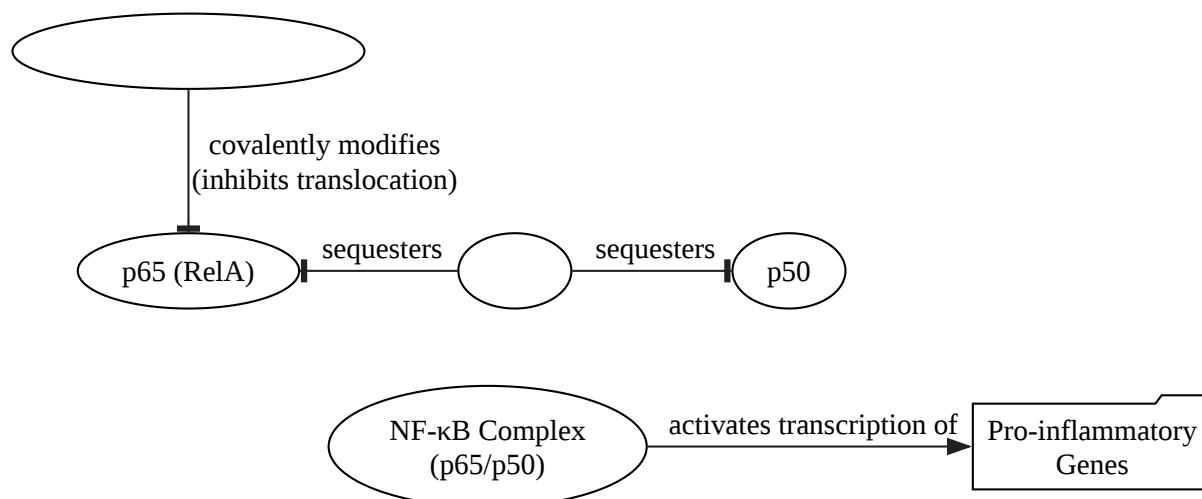 covalently modifies
(inhibits translocation)
p65 (RelA)
sequesters
sequesters
p50
NF-κB Complex
(p65/p50)
activates transcription of
Pro-inflammatory
Genes